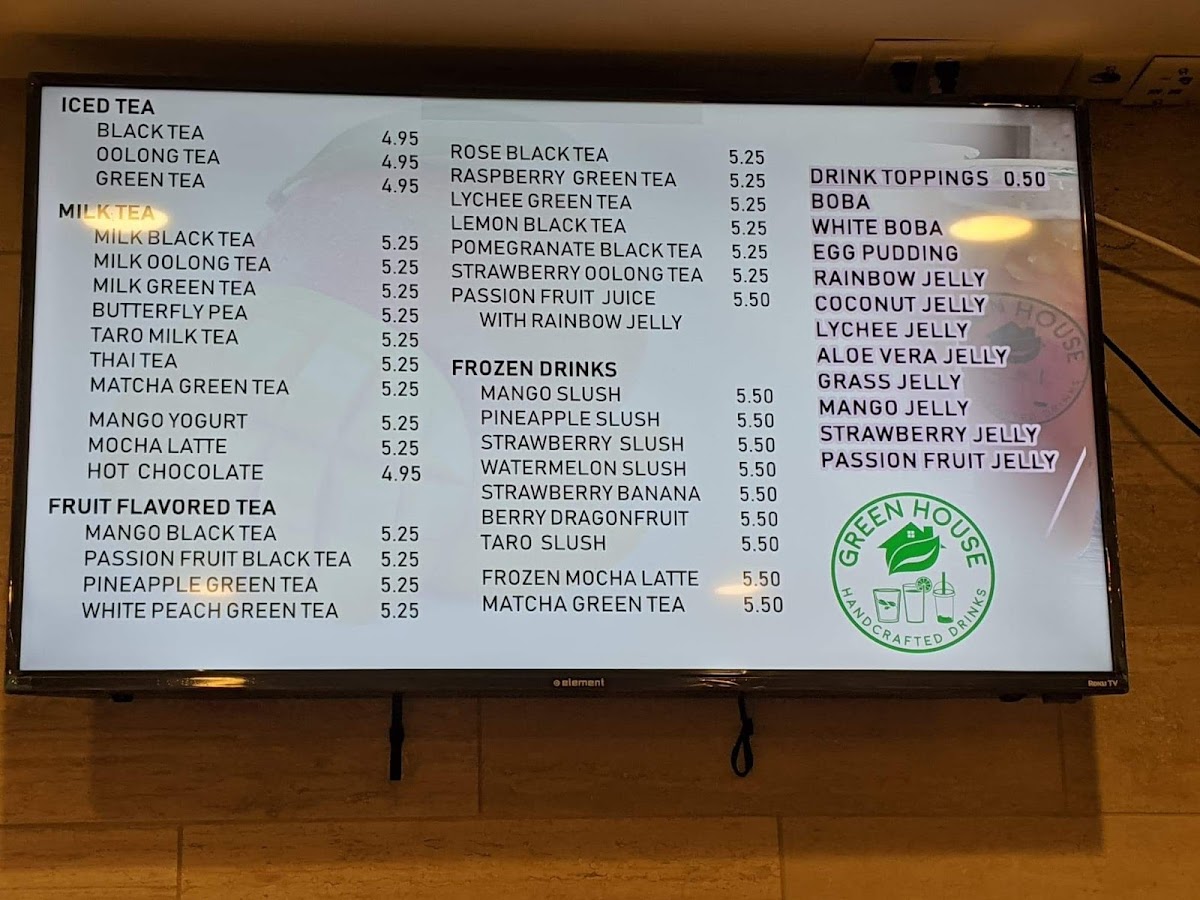 ICED TEA
BLACK TEA 4.95
OOLONG TEA 4.95
GREEN TEA 4.95
MILK TEA
MILK BLACK TEA 5.25
MILK OOLONG TEA 5.25
MILK GREEN TEA 5.25
BUTTERFLY PEA 5.25
TARO MILK TEA 5.25
THAI TEA 5.25
MATCHA GREEN TEA 5.25
MANGO YOGURT 5.25
MOCHA LATTE 5.25
HOT CHOCOLATE 4.95
FRUIT FLAVORED TEA
MANGO BLACK TEA 5.25
PASSION FRUIT BLACK TEA 5.25
PINEAPPLE GREEN TEA 5.25
WHITE PEACH GREEN TEA 5.25
ROSE BLACK TEA 5.25
RASPBERRY GREEN TEA 5.25
LYCHEE GREEN TEA 5.25
LEMON BLACK TEA 5.25
POMEGRANATE BLACK TEA 5.25
STRAWBERRY OOLONG TEA 5.25
PASSION FRUIT JUICE 5.50
WITH RAINBOW JELLY
FROZEN DRINKS
MANGO SLUSH 5.50
PINEAPPLE SLUSH 5.50
STRAWBERRY SLUSH 5.50
WATERMELON SLUSH 5.50
STRAWBERRY BANANA 5.50
BERRY DRAGONFRUIT 5.50
TARO SLUSH 5.50
FROZEN MOCHA LATTE 5.50
MATCHA GREEN TEA 5.50
DRINK TOPPINGS 0.50
BOBA
WHITE BOBA
EGG PUDDING
RAINBOW JELLY
COCONUT JELLY
LYCHEE JELLY
ALOE VERA JELLY
GRASS JELLY
MANGO JELLY
STRAWBERRY JELLY
PASSION FRUIT JELLY
GREEN HOUSE
HANDCRAFTED DRINKS
element
Roku TV